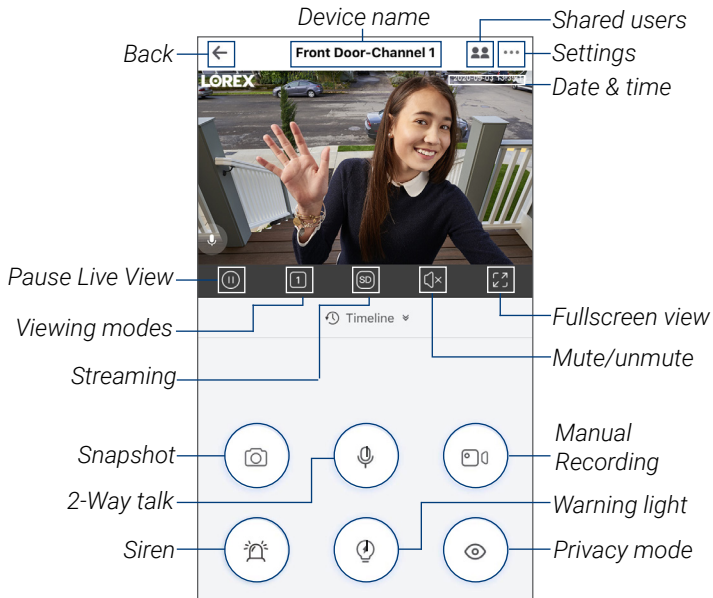 Device name
Shared users
Back
Front Door-Channel 1
Settings
LOREX
Date & time
Pause Live View
1
SD
Viewing modes
Timeline
Fullscreen view
Mute/unmute
Streaming
Snapshot
Manual
Recording
2-Way talk
Warning light
Siren
Privacy mode